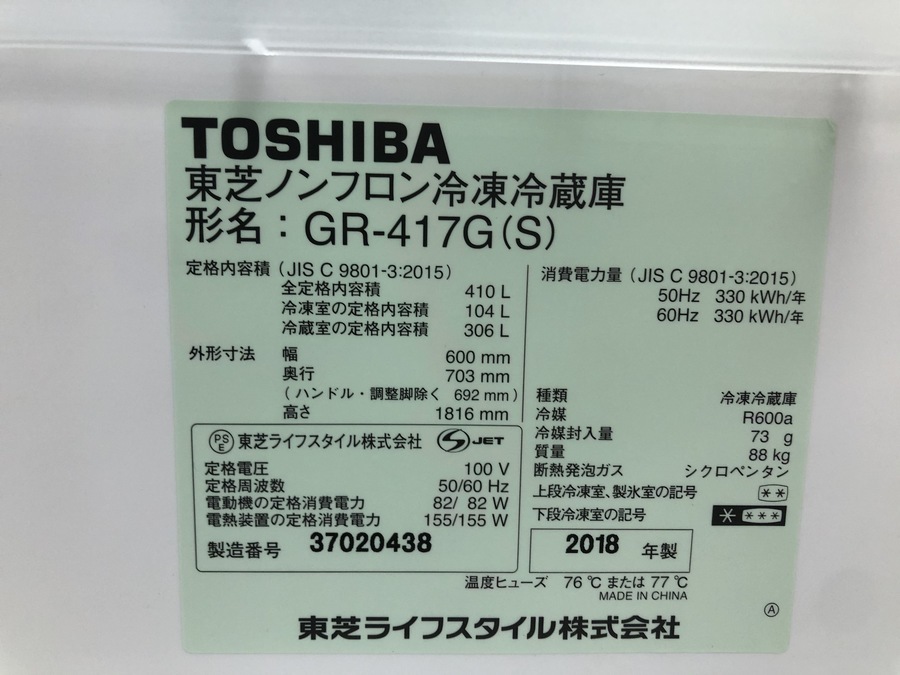 TOSHIBA
東芝ノンフロン冷凍冷蔵庫
形名：GR-417G(S)
定格内容積 (JIS C 9801-3:2015)
全定格内容積 410 L
冷凍室の定格内容積 104 L
冷蔵室の定格内容積 306 L
外形寸法 幅 600 mm
奥行 703 mm
(ハンドル・調整脚除く 692 mm)
高さ 1816 mm
消費電力量 (JIS C 9801-3:2015)
50Hz 330 kWh/年
60Hz 330 kWh/年
種類 冷凍冷蔵庫
冷媒 R600a
冷媒封入量 73 g
質量 88 kg
断熱発泡ガス シクロペンタン
上段冷凍室、製氷室の記号 **
下段冷凍室の記号 * ***
PSE 東芝ライフスタイル株式会社 S JET
定格電圧 100 V
定格周波数 50/60 Hz
電動機の定格消費電力 82/ 82 W
電熱装置の定格消費電力 155/155 W
製造番号 37020438
2018 年製
温度ヒューズ 76 ℃ または 77 ℃
MADE IN CHINA
A
東芝ライフスタイル株式会社